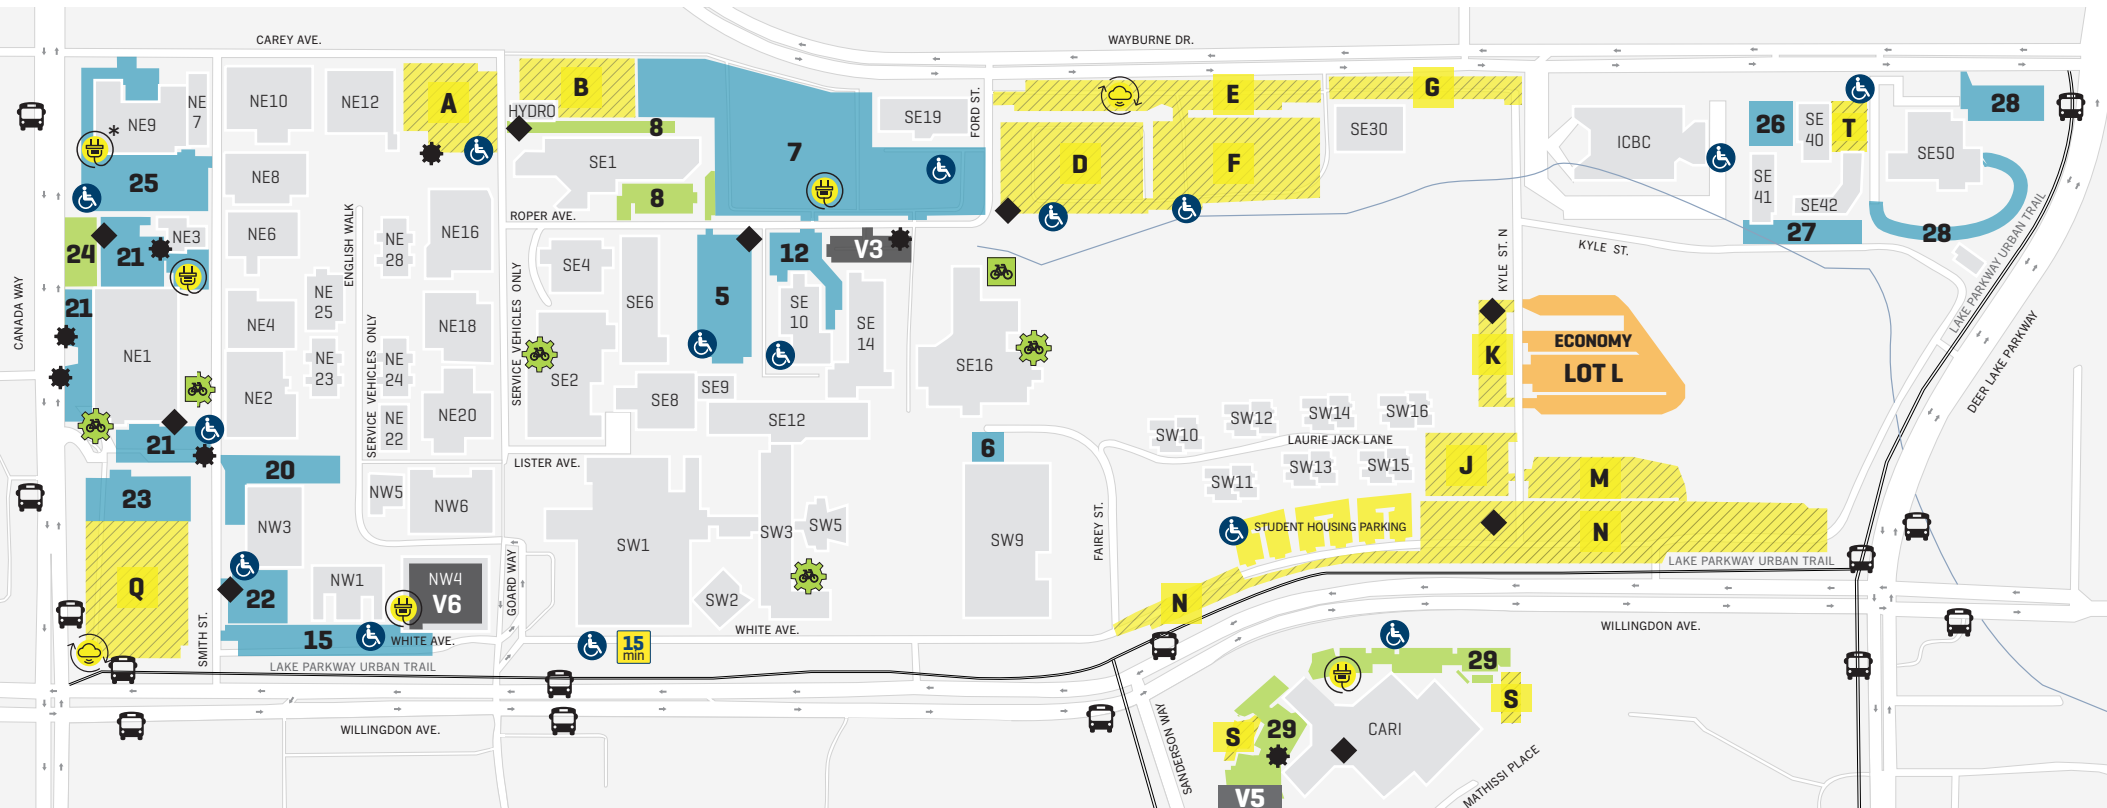 CAREY AVE.
WAYBURNE DR.
NE9
*
NE
7
NE10
NE12
A
B
HYDRO
8
SE19
FORD ST.
E
G
SE30
ICBC
26
SE
40
T
28
SE50
25
NE8
SE1
8
7
D
F
SE
41
SE42
27
28
LAKE PARKWAY URBAN TRAIL
ROPER AVE.
24
21
NE3
NE6
ENGLISH WALK
NE
28
NE16
SE4
5
12
V3
KYLE ST. N
KYLE ST.
CANADA WAY
21
NE1
NE4
NE
25
NE
23
NE2
SERVICE VEHICLES ONLY
NE
24
NE
22
NE18
NE20
SERVICE VEHICLES ONLY
SE2
SE6
SE8
SE9
SE
10
SE
14
SE12
SE16
K
ECONOMY
LOT L
DEER LAKE PARKWAY
21
20
LISTER AVE.
6
SW10
SW12
SW14
SW16
LAURIE JACK LANE
SW11
SW13
SW15
J
M
23
NW3
NW5
NW6
SW1
SW3
SW5
SW9
FAIREY ST.
STUDENT HOUSING PARKING
N
LAKE PARKWAY URBAN TRAIL
Q
SMITH ST.
22
NW1
NW4
V6
GOARD WAY
SW2
N
15
WHITE AVE.
15
min
WHITE AVE.
WILLINGDON AVE.
LAKE PARKWAY URBAN TRAIL
WILLINGDON AVE.
SANDERSON WAY
29
S
S
29
CARI
V5
MATHISSI PLACE